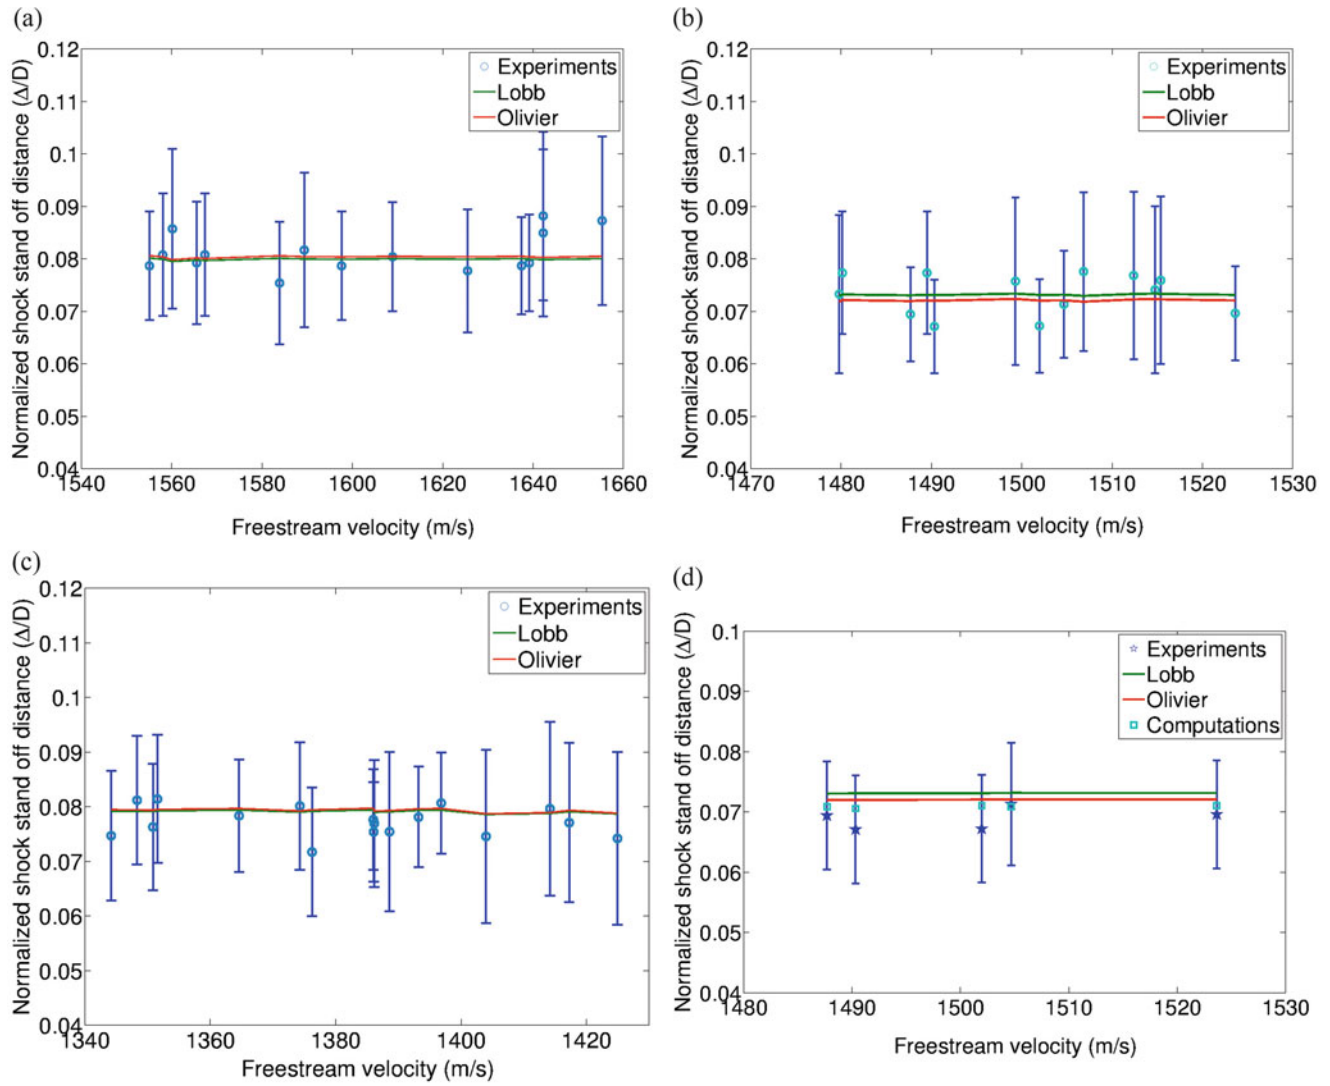 (a)
0.12
0.11
0.1
0.09
0.08
0.07
0.06
0.05
0.04
1540 1560 1580 1600 1620 1640 1660
Normalized shock stand off distance (Δ/D)
Freestream velocity (m/s)
Experiments
Lobb
Olivier
(b)
0.12
0.11
0.1
0.09
0.08
0.07
0.06
0.05
0.04
1470 1480 1490 1500 1510 1520 1530
Normalized shock stand off distance (Δ/D)
Freestream velocity (m/s)
Experiments
Lobb
Olivier
(c)
0.12
0.11
0.1
0.09
0.08
0.07
0.06
0.05
0.04
1340 1360 1380 1400 1420
Normalized shock stand off distance (Δ/D)
Freestream velocity (m/s)
Experiments
Lobb
Olivier
(d)
0.1
0.09
0.08
0.07
0.06
0.05
0.04
1480 1490 1500 1510 1520 1530
Normalized shock stand off distance (Δ/D)
Freestream velocity (m/s)
Experiments
Lobb
Olivier
Computations